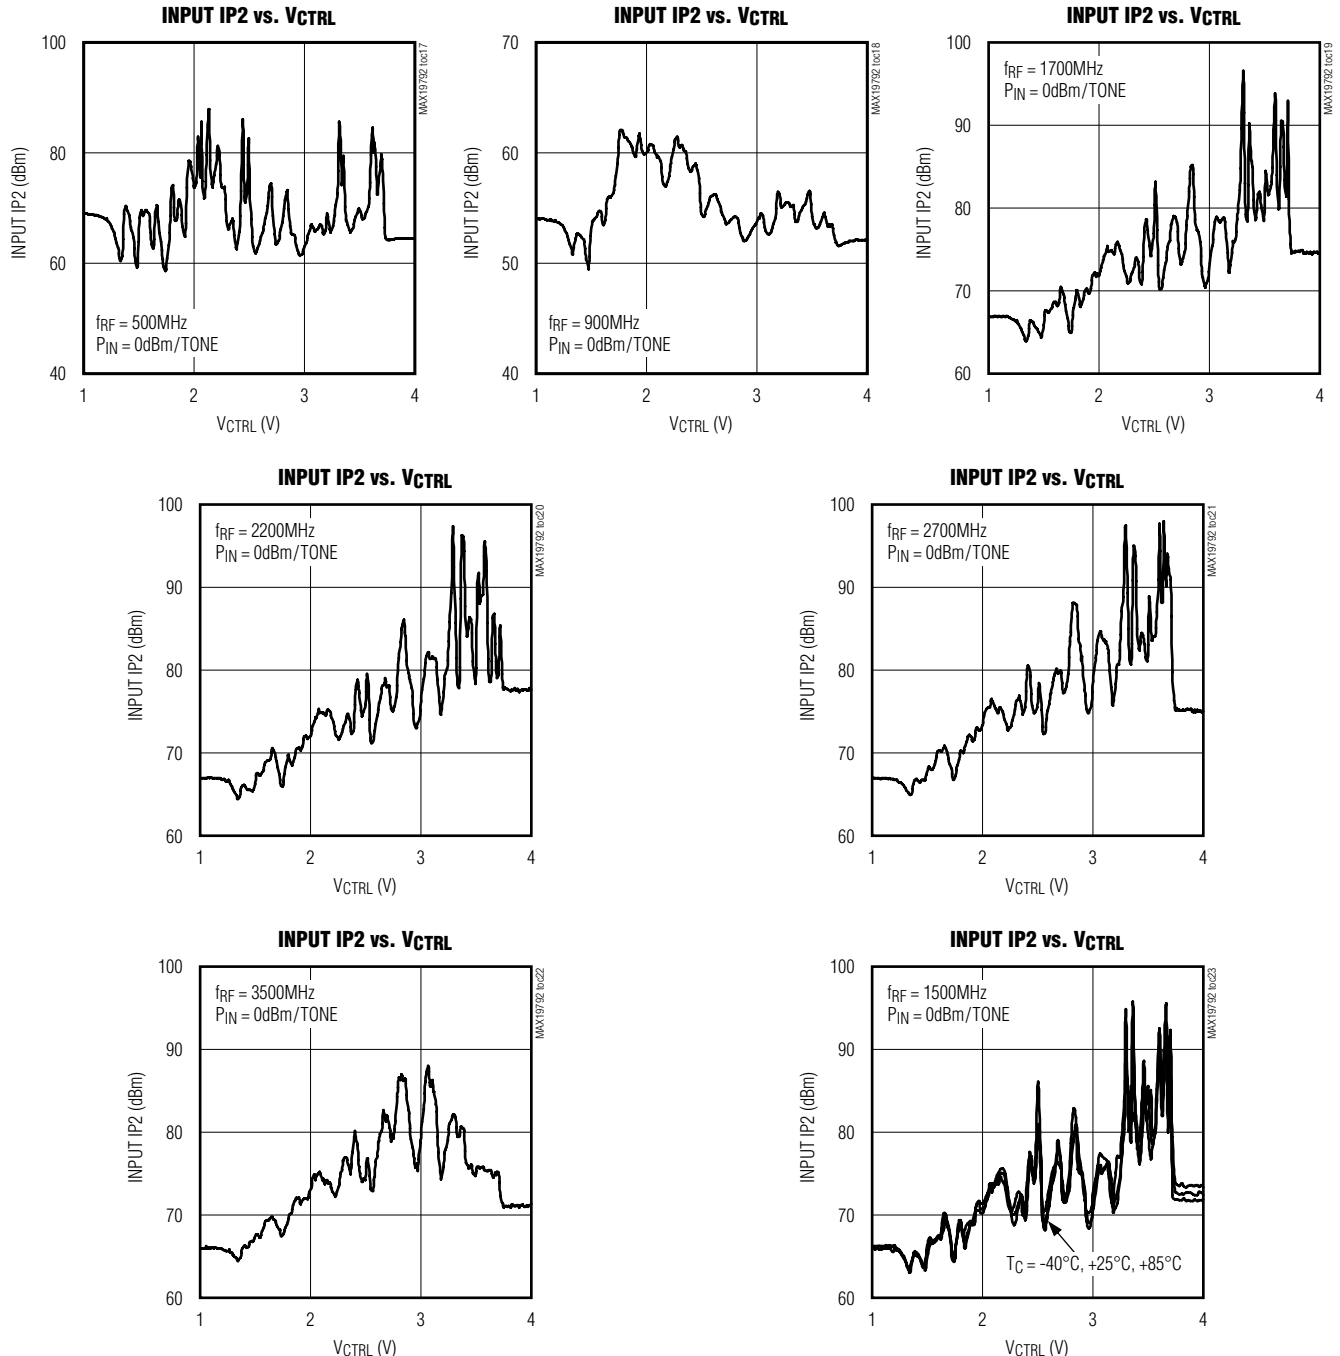 INPUT IP2 vs. VCTRL
100
80
60
40
INPUT IP2 (dBm)
fRF = 500MHz
PIN = 0dBm/TONE
1 2 3 4
VCTRL (V)
MAX19792 toc17
INPUT IP2 vs. VCTRL
70
60
50
40
INPUT IP2 (dBm)
fRF = 900MHz
PIN = 0dBm/TONE
1 2 3 4
VCTRL (V)
MAX19792 toc18
INPUT IP2 vs. VCTRL
100
90
80
70
60
INPUT IP2 (dBm)
fRF = 1700MHz
PIN = 0dBm/TONE
1 2 3 4
VCTRL (V)
MAX19792 toc19
INPUT IP2 vs. VCTRL
100
90
80
70
60
INPUT IP2 (dBm)
fRF = 2200MHz
PIN = 0dBm/TONE
1 2 3 4
VCTRL (V)
MAX19792 toc20
INPUT IP2 vs. VCTRL
100
90
80
70
60
INPUT IP2 (dBm)
fRF = 2700MHz
PIN = 0dBm/TONE
1 2 3 4
VCTRL (V)
MAX19792 toc21
INPUT IP2 vs. VCTRL
100
90
80
70
60
INPUT IP2 (dBm)
fRF = 3500MHz
PIN = 0dBm/TONE
1 2 3 4
VCTRL (V)
MAX19792 toc22
INPUT IP2 vs. VCTRL
100
90
80
70
60
INPUT IP2 (dBm)
fRF = 1500MHz
PIN = 0dBm/TONE
TC = -40°C, +25°C, +85°C
1 2 3 4
VCTRL (V)
MAX19792 toc23